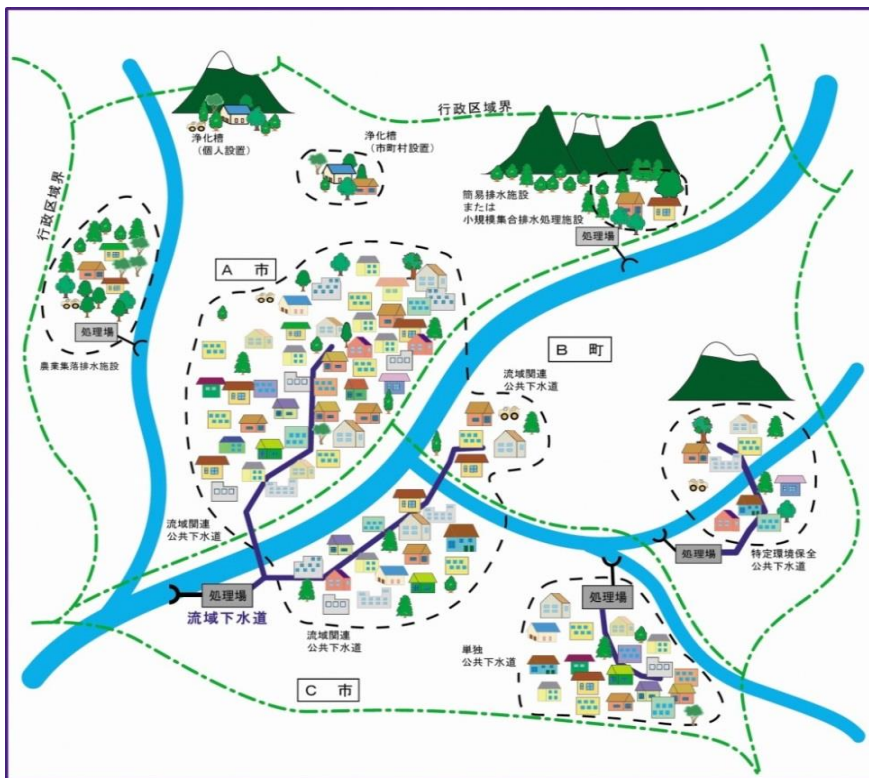 行政区域界
浄化槽
（個人設置）
浄化槽
（市町村設置）
簡易排水施設
または
小規模集合排水処理施設
処理場
行政区域界
A 市
処理場
農業集落排水施設
B 町
流域関連
公共下水道
流域関連
公共下水道
処理場
特定環境保全
公共下水道
処理場
流域下水道
処理場
流域関連
公共下水道
単独
公共下水道
C 市